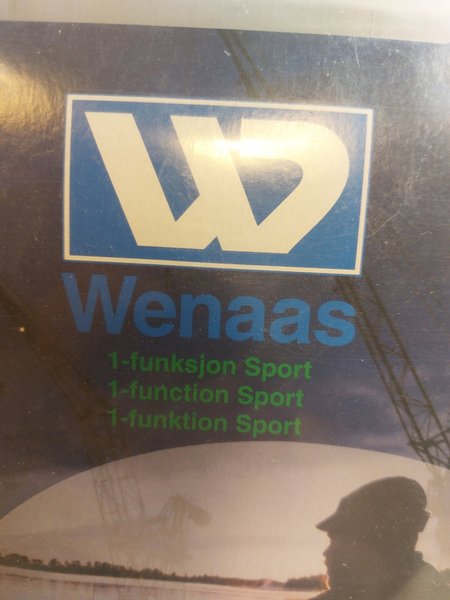 W
Wenaas
1-funksjon Sport
1-function Sport
1-funktion Sport